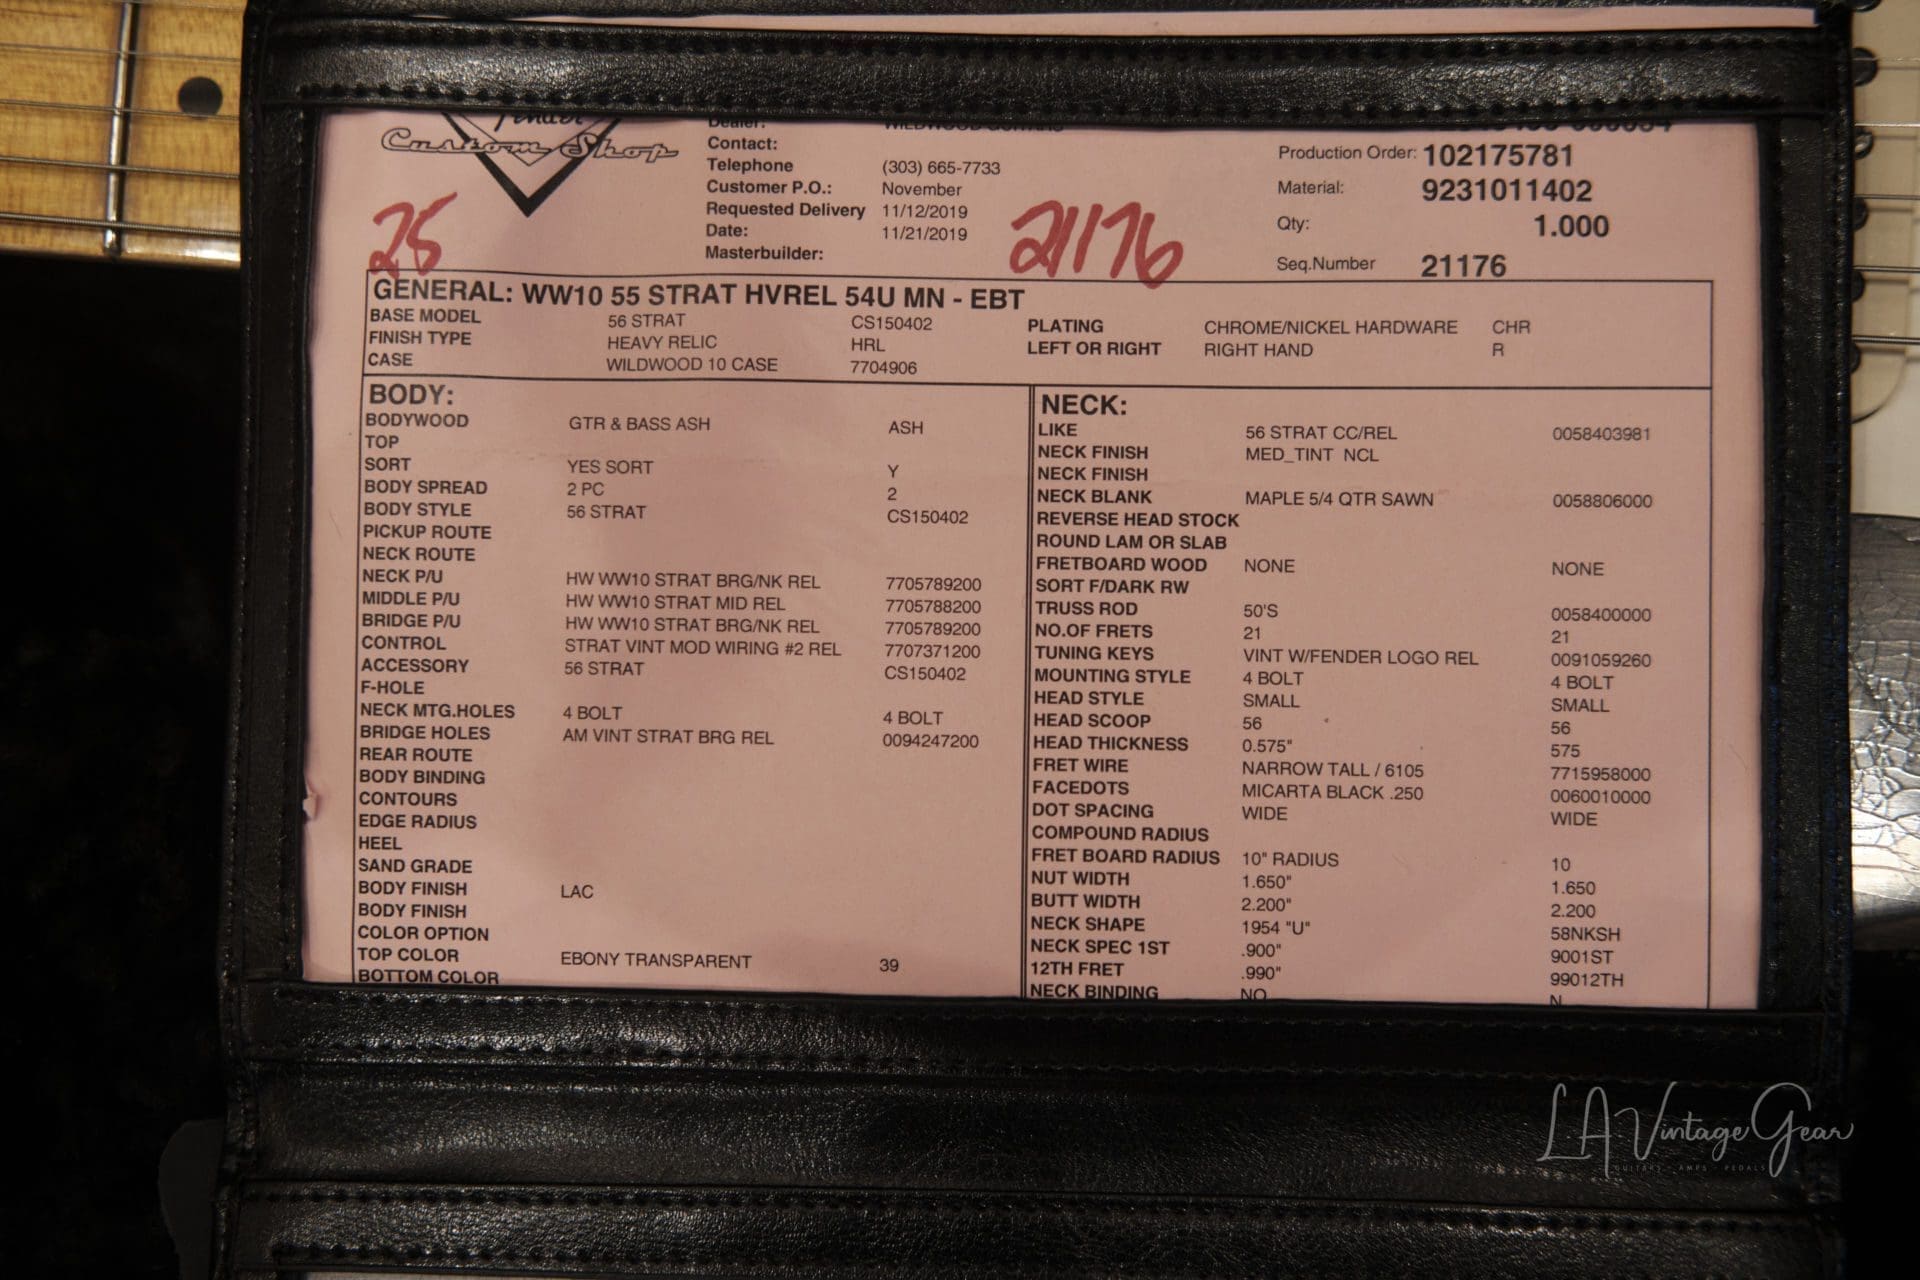 Fender
Custom Shop
Dealer: WILDWOOD GUITARS
Contact:
Telephone (303) 665-7733
Customer P.O.: November
Requested Delivery 11/12/2019
Date: 11/21/2019
Masterbuilder:
Production Order: 102175781
Material: 9231011402
Qty: 1.000
Seq.Number 21176
25
21176
GENERAL: WW10 55 STRAT HVREL 54U MN - EBT
BASE MODEL 56 STRAT CS150402
FINISH TYPE HEAVY RELIC HRL
CASE WILDWOOD 10 CASE 7704906
PLATING CHROME/NICKEL HARDWARE CHR
LEFT OR RIGHT RIGHT HAND R
BODY:
BODYWOOD GTR & BASS ASH ASH
TOP
SORT YES SORT Y
BODY SPREAD 2 PC 2
BODY STYLE 56 STRAT CS150402
PICKUP ROUTE
NECK ROUTE
NECK P/U HW WW10 STRAT BRG/NK REL 7705789200
MIDDLE P/U HW WW10 STRAT MID REL 7705788200
BRIDGE P/U HW WW10 STRAT BRG/NK REL 7705789200
CONTROL STRAT VINT MOD WIRING #2 REL 7707371200
ACCESSORY 56 STRAT CS150402
F-HOLE
NECK MTG.HOLES 4 BOLT 4 BOLT
BRIDGE HOLES AM VINT STRAT BRG REL 0094247200
REAR ROUTE
BODY BINDING
CONTOURS
EDGE RADIUS
HEEL
SAND GRADE
BODY FINISH LAC
BODY FINISH
COLOR OPTION
TOP COLOR EBONY TRANSPARENT 39
BOTTOM COLOR
NECK:
LIKE 56 STRAT CC/REL 0058403981
NECK FINISH MED_TINT NCL
NECK FINISH
NECK BLANK MAPLE 5/4 QTR SAWN 0058806000
REVERSE HEAD STOCK
ROUND LAM OR SLAB
FRETBOARD WOOD NONE NONE
SORT F/DARK RW
TRUSS ROD 50'S 0058400000
NO.OF FRETS 21 21
TUNING KEYS VINT W/FENDER LOGO REL 0091059260
MOUNTING STYLE 4 BOLT 4 BOLT
HEAD STYLE SMALL SMALL
HEAD SCOOP 56 56
HEAD THICKNESS 0.575" 575
FRET WIRE NARROW TALL / 6105 7715958000
FACEDOTS MICARTA BLACK .250 0060010000
DOT SPACING WIDE WIDE
COMPOUND RADIUS
FRET BOARD RADIUS 10" RADIUS 10
NUT WIDTH 1.650" 1.650
BUTT WIDTH 2.200" 2.200
NECK SHAPE 1954 "U" 58NKSH
NECK SPEC 1ST .900" 9001ST
12TH FRET .990" 99012TH
NECK BINDING NO N
L.A. Vintage Gear
GUITARS - AMPS - PEDALS